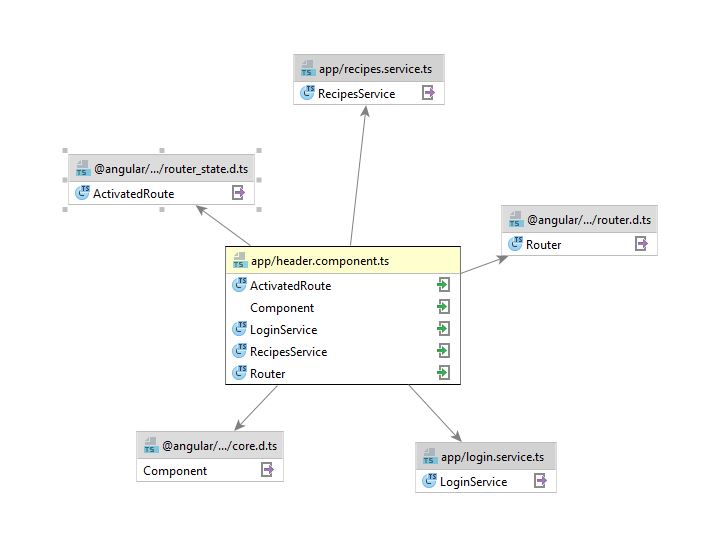 app/recipes.service.ts
RecipesService
@angular/.../router_state.d.ts
ActivatedRoute
@angular/.../router.d.ts
Router
app/header.component.ts
ActivatedRoute
Component
LoginService
RecipesService
Router
@angular/.../core.d.ts
Component
app/login.service.ts
LoginService